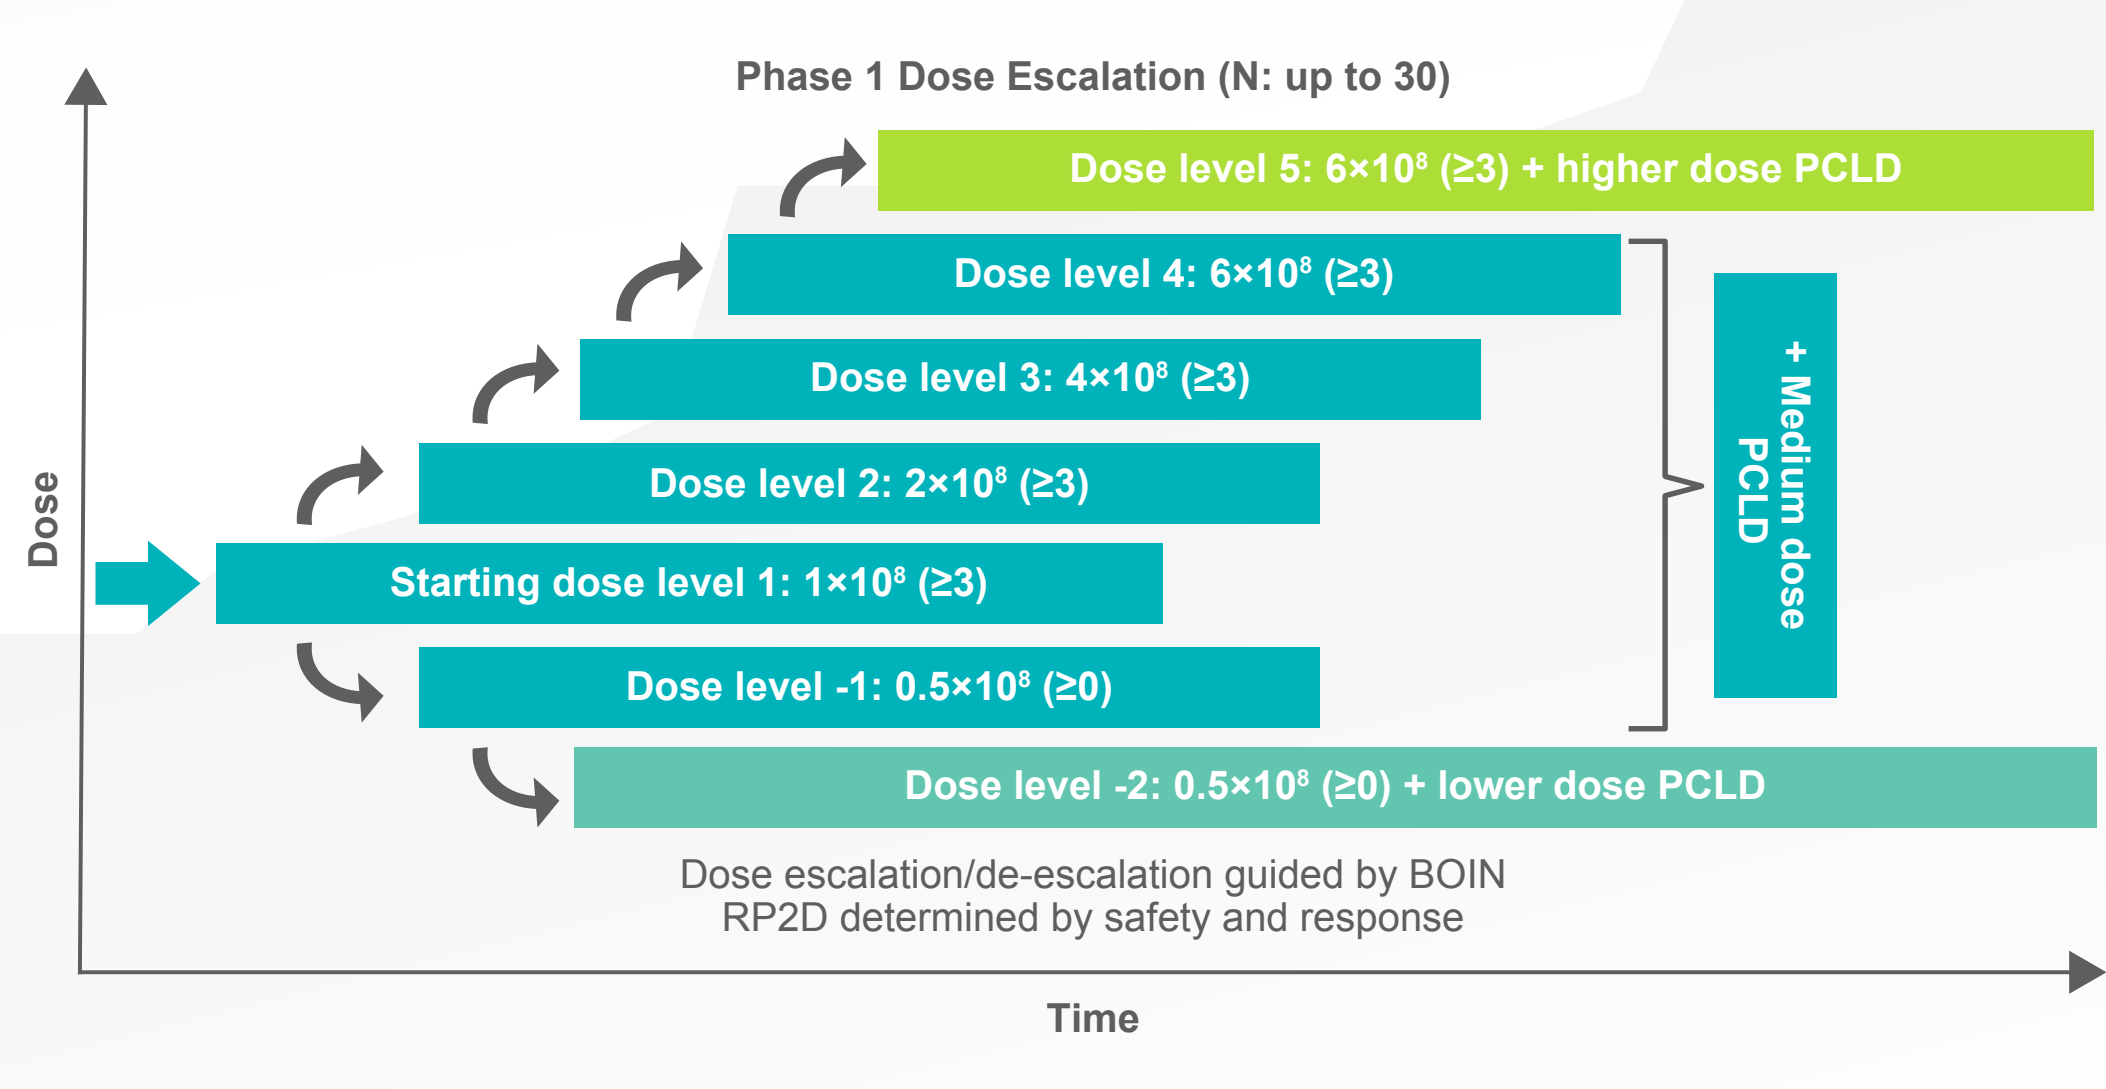 Phase 1 Dose Escalation (N: up to 30)
Dose level 5: 6×10⁸ (≥3) + higher dose PCLD
Dose level 4: 6×10⁸ (≥3)
Dose level 3: 4×10⁸ (≥3)
Dose level 2: 2×10⁸ (≥3)
Starting dose level 1: 1×10⁸ (≥3)
Dose level -1: 0.5×10⁸ (≥0)
Dose level -2: 0.5×10⁸ (≥0) + lower dose PCLD
+ Medium dose
PCLD
Dose escalation/de-escalation guided by BOIN
RP2D determined by safety and response
Dose
Time